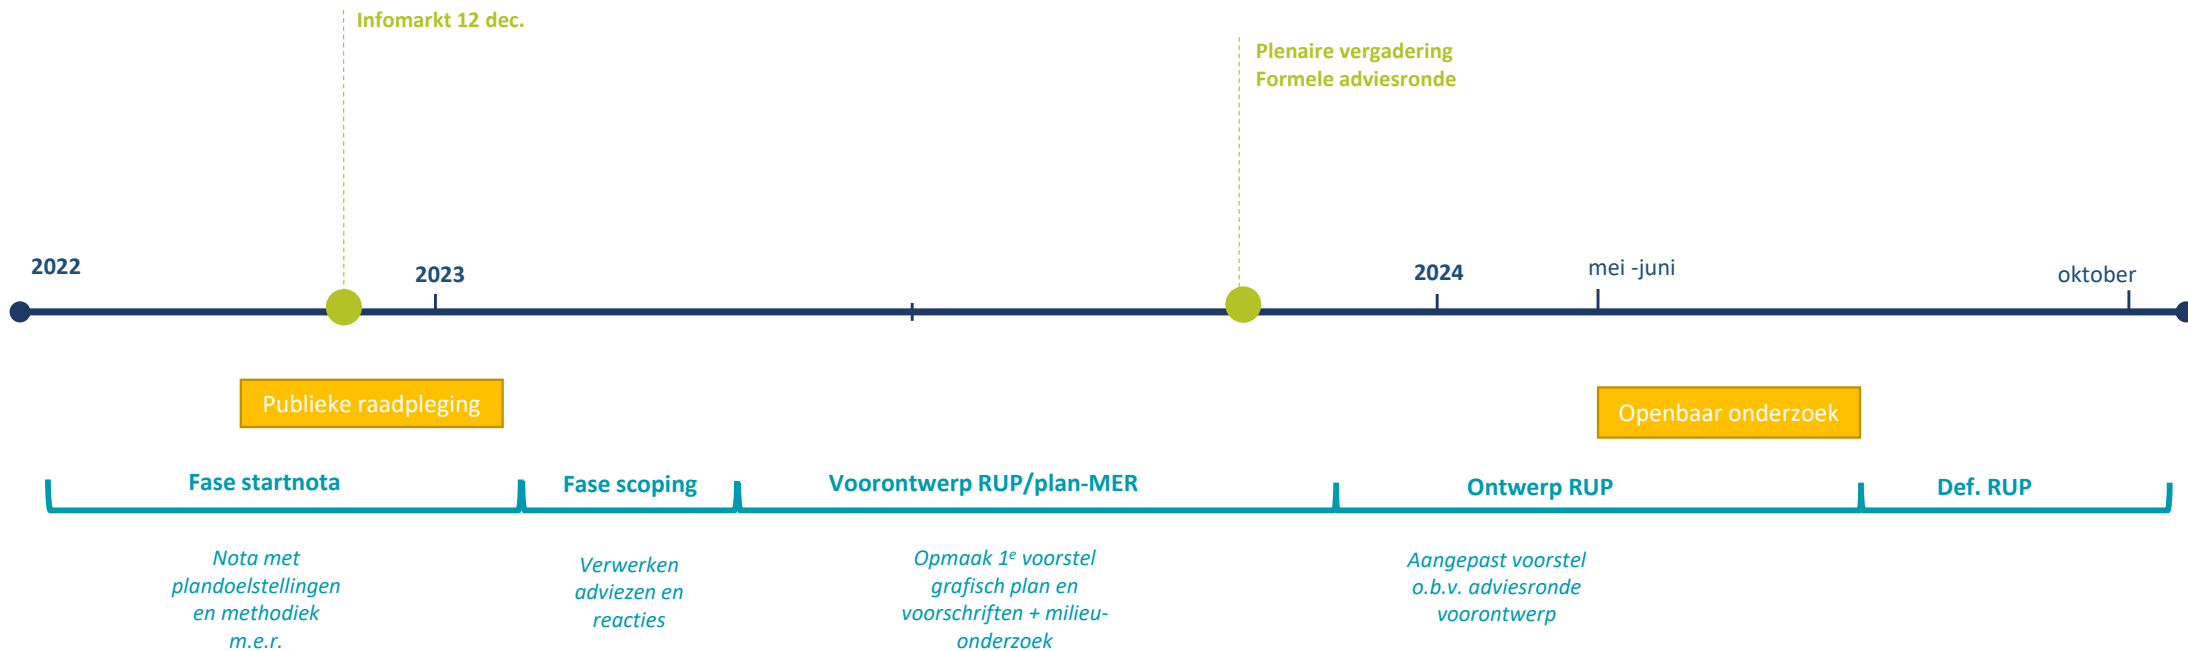 Infomarkt 12 dec.
Plenaire vergadering
Formele adviesronde
2022
2023
2024
mei -juni
oktober
Publieke raadpleging
Openbaar onderzoek
Fase startnota
Fase scoping
Voorontwerp RUP/plan-MER
Ontwerp RUP
Def. RUP
Nota met
plandoelstellingen
en methodiek
m.e.r.
Verwerken
adviezen en
reacties
Opmaak 1e voorstel
grafisch plan en
voorschriften + milieu-
onderzoek
Aangepast voorstel
o.b.v. adviesronde
voorontwerp